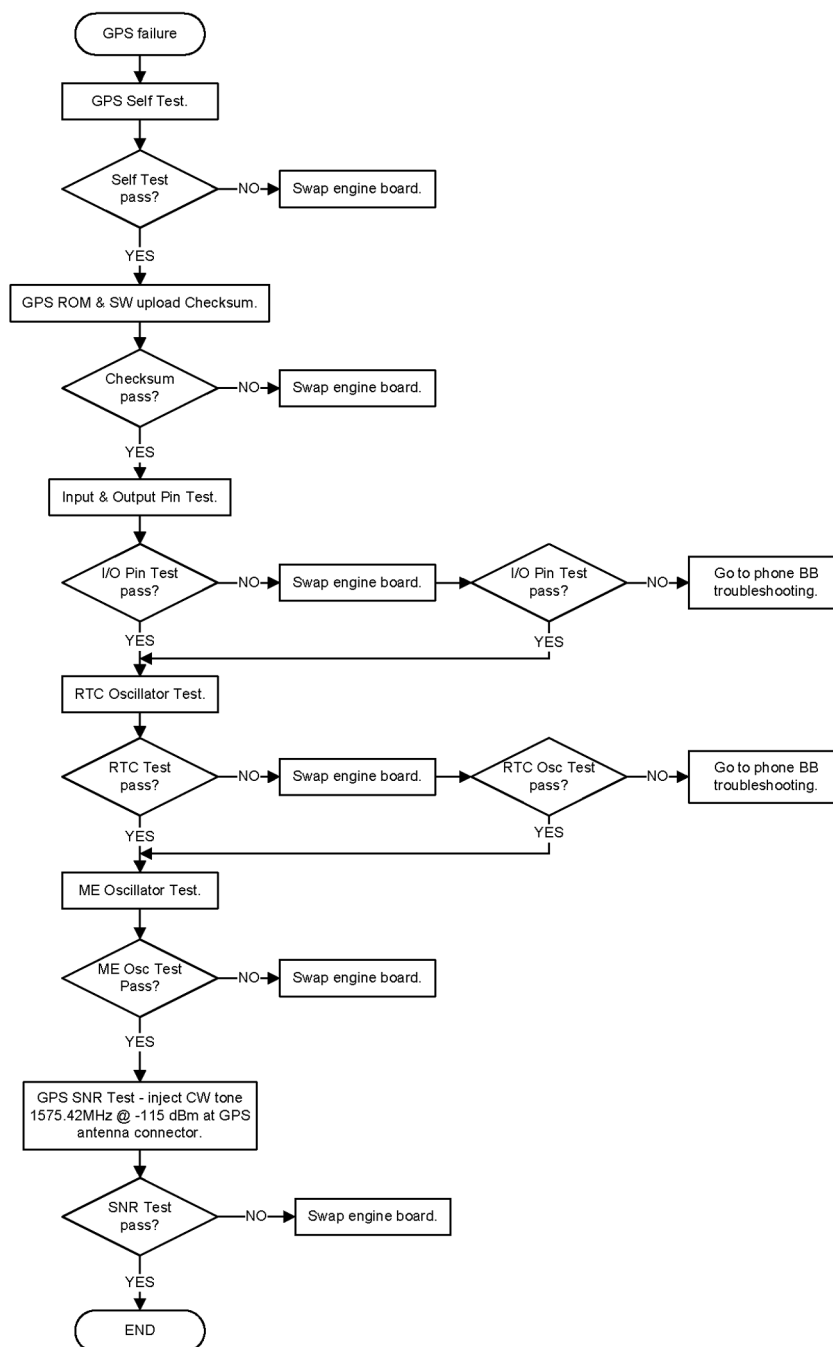 GPS failure
GPS Self Test.
Self Test
pass?
NO
Swap engine board.
YES
GPS ROM & SW upload Checksum.
Checksum
pass?
NO
Swap engine board.
YES
Input & Output Pin Test.
I/O Pin Test
pass?
NO
Swap engine board.
I/O Pin Test
pass?
NO
Go to phone BB
troubleshooting.
YES
YES
RTC Oscillator Test.
RTC Test
pass?
NO
Swap engine board.
RTC Osc Test
pass?
NO
Go to phone BB
troubleshooting.
YES
YES
ME Oscillator Test.
ME Osc Test
Pass?
NO
Swap engine board.
YES
GPS SNR Test - inject CW tone
1575.42MHz @ -115 dBm at GPS
antenna connector.
SNR Test
pass?
NO
Swap engine board.
YES
END